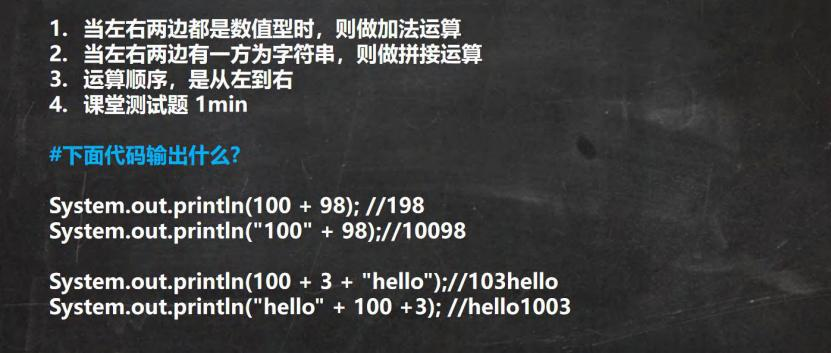 1. 当左右两边都是数值型时，则做加法运算
2. 当左右两边有一方为字符串，则做拼接运算
3. 运算顺序，是从左到右
4. 课堂测试题 1min
#下面代码输出什么?
System.out.println(100 + 98); //198
System.out.println("100" + 98);//10098
System.out.println(100 + 3 + "hello");//103hello
System.out.println("hello" + 100 +3); //hello1003